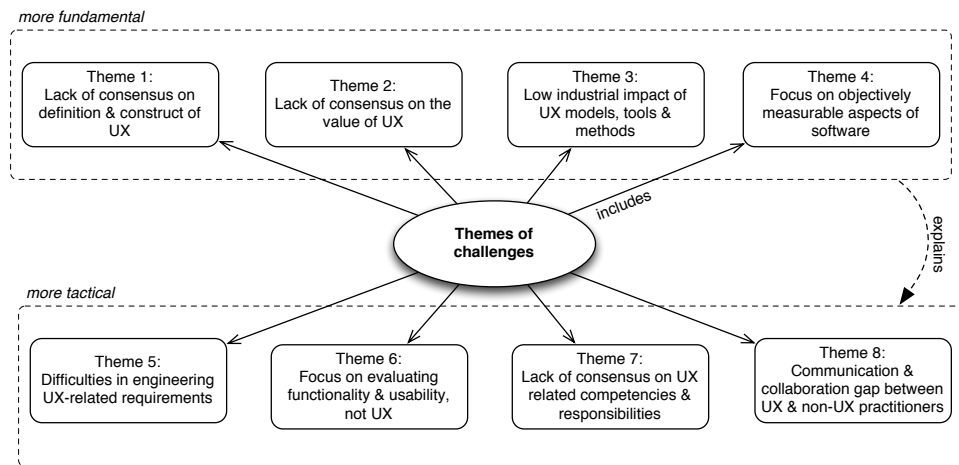 more fundamental
Theme 1:
Lack of consensus on
definition & construct of
UX
Theme 2:
Lack of consensus on the
value of UX
Theme 3:
Low industrial impact of
UX models, tools &
methods
Theme 4:
Focus on objectively
measurable aspects of
software
includes
explains
Themes of
challenges
more tactical
Theme 5:
Difficulties in engineering
UX-related requirements
Theme 6:
Focus on evaluating
functionality & usability,
not UX
Theme 7:
Lack of consensus on UX
related competencies &
responsibilities
Theme 8:
Communication &
collaboration gap between
UX & non-UX practitioners